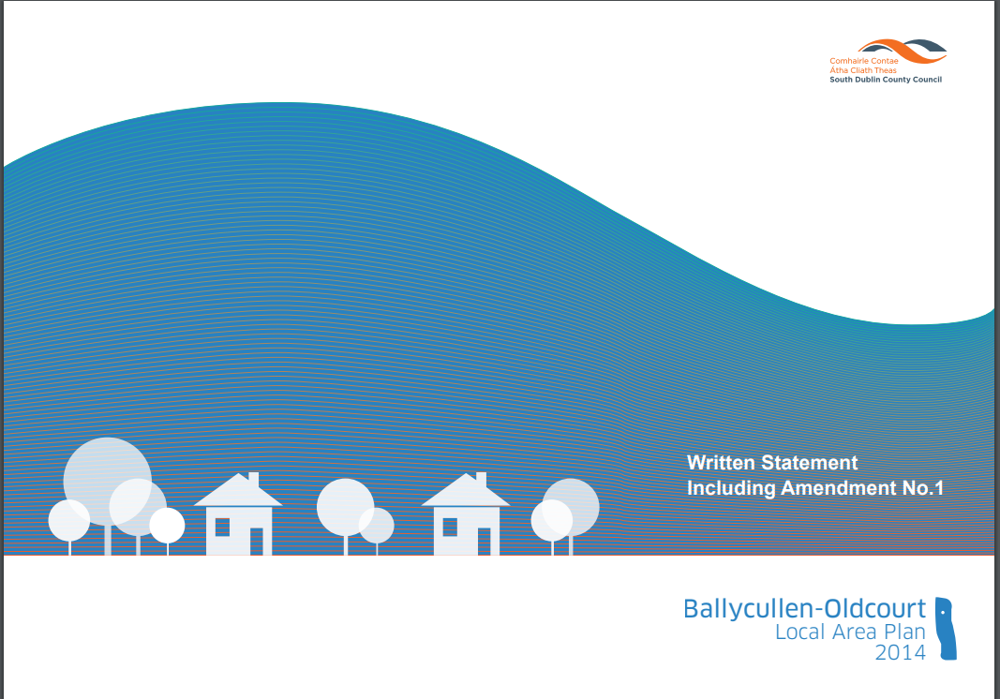 Comhairle Contae
Átha Cliath Theas
South Dublin County Council
Written Statement
Including Amendment No.1
Ballycullen-Oldcourt
Local Area Plan
2014